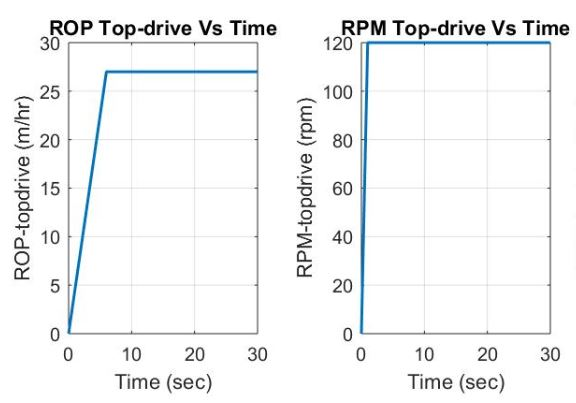 ROP Top-drive Vs Time
30
25
20
15
10
5
0
ROP-topdrive (m/hr)
0 10 20 30
Time (sec)
RPM Top-drive Vs Time
120
100
80
60
40
20
0
RPM-topdrive (rpm)
0 10 20 30
Time (sec)